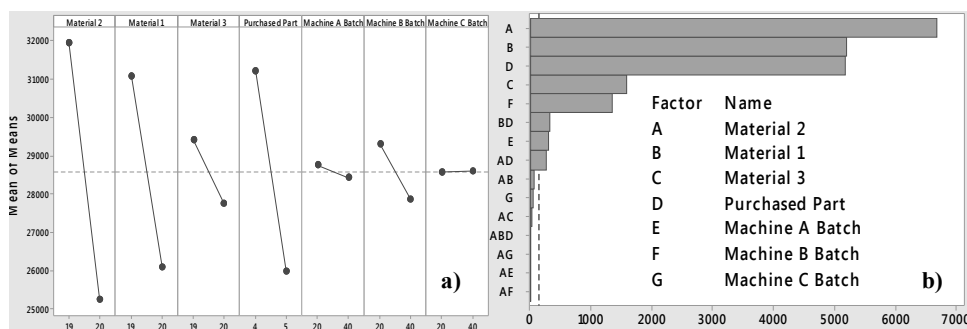 Material 2 Material 1 Material 3 Purchased Part Machine A Batch Machine B Batch Machine C Batch
Mean of Means
32000
31000
30000
29000
28000
27000
26000
25000
19 20 19 20 19 20 4 5 20 40 20 40 20 40
a)
A
B
D
C
F
BD
E
AD
AB
G
AC
ABD
AG
AE
AF
Factor Name
A Material 2
B Material 1
C Material 3
D Purchased Part
E Machine A Batch
F Machine B Batch
G Machine C Batch
b)
0 1000 2000 3000 4000 5000 6000 7000